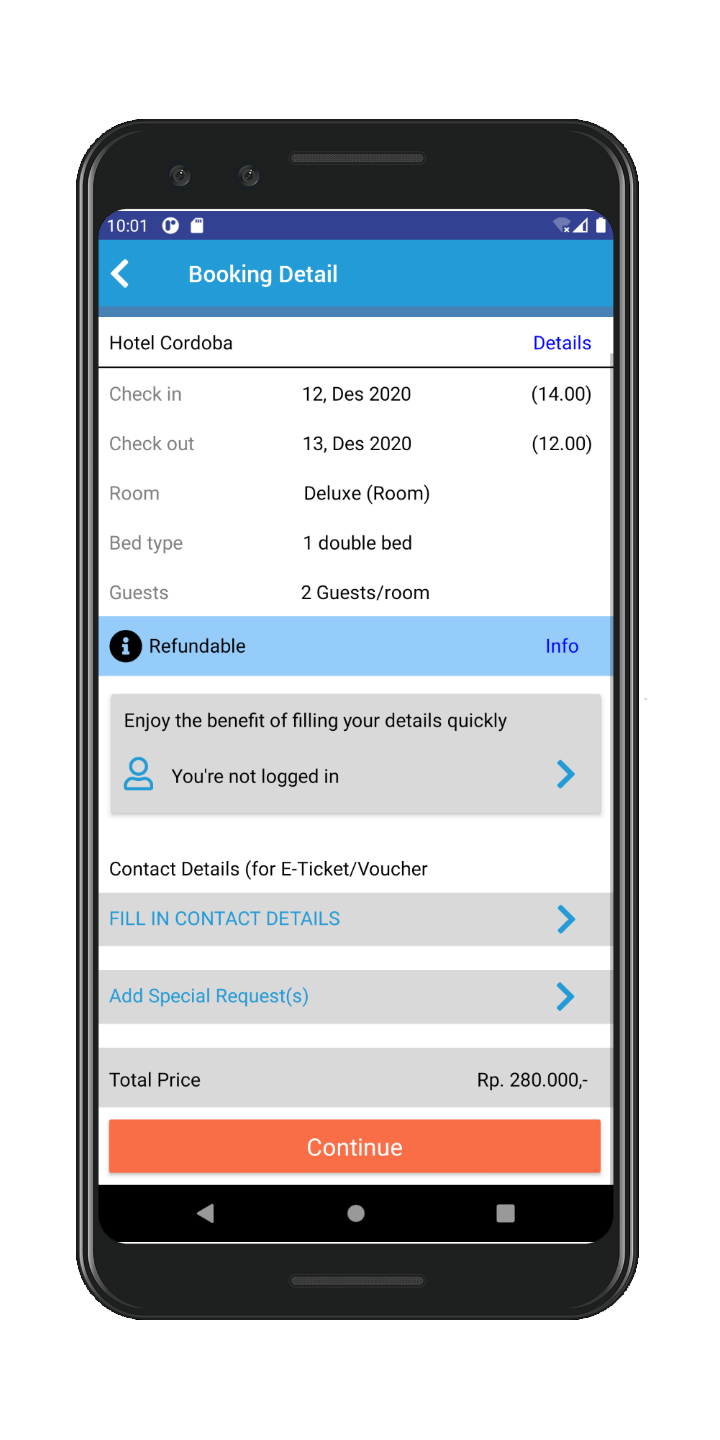 10:01
Booking Detail
Hotel Cordoba Details
Check in 12, Des 2020 (14.00)
Check out 13, Des 2020 (12.00)
Room Deluxe (Room)
Bed type 1 double bed
Guests 2 Guests/room
Refundable Info
Enjoy the benefit of filling your details quickly
You're not logged in
Contact Details (for E-Ticket/Voucher
FILL IN CONTACT DETAILS
Add Special Request(s)
Total Price Rp. 280.000,-
Continue